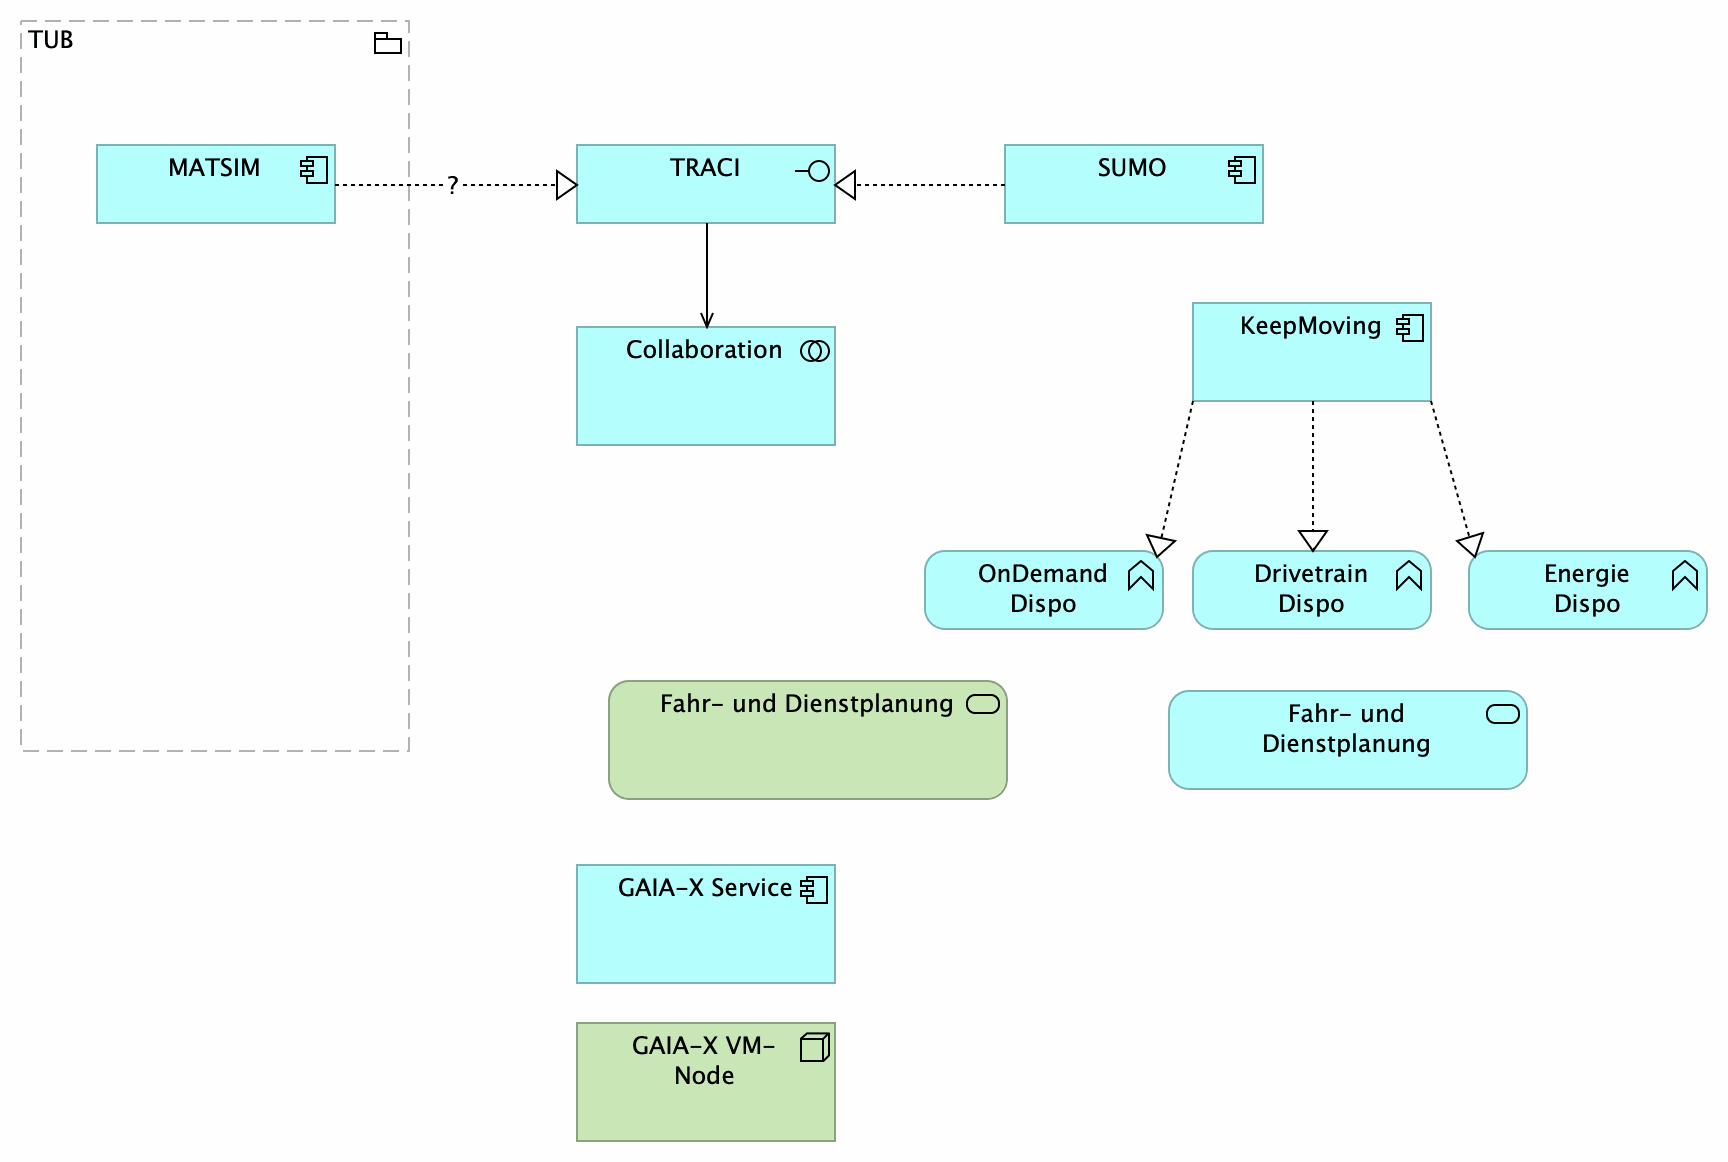 TUB
MATSIM
?
TRACI
SUMO
Collaboration
KeepMoving
OnDemand
Dispo
Drivetrain
Dispo
Energie
Dispo
Fahr- und Dienstplanung
Fahr- und
Dienstplanung
GAIA-X Service
GAIA-X VM-
Node